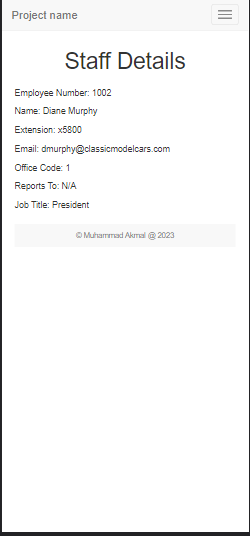 Project name
Staff Details
Employee Number: 1002
Name: Diane Murphy
Extension: x5800
Email: dmurphy@classicmodelcars.com
Office Code: 1
Reports To: N/A
Job Title: President
© Muhammad Akmal @ 2023